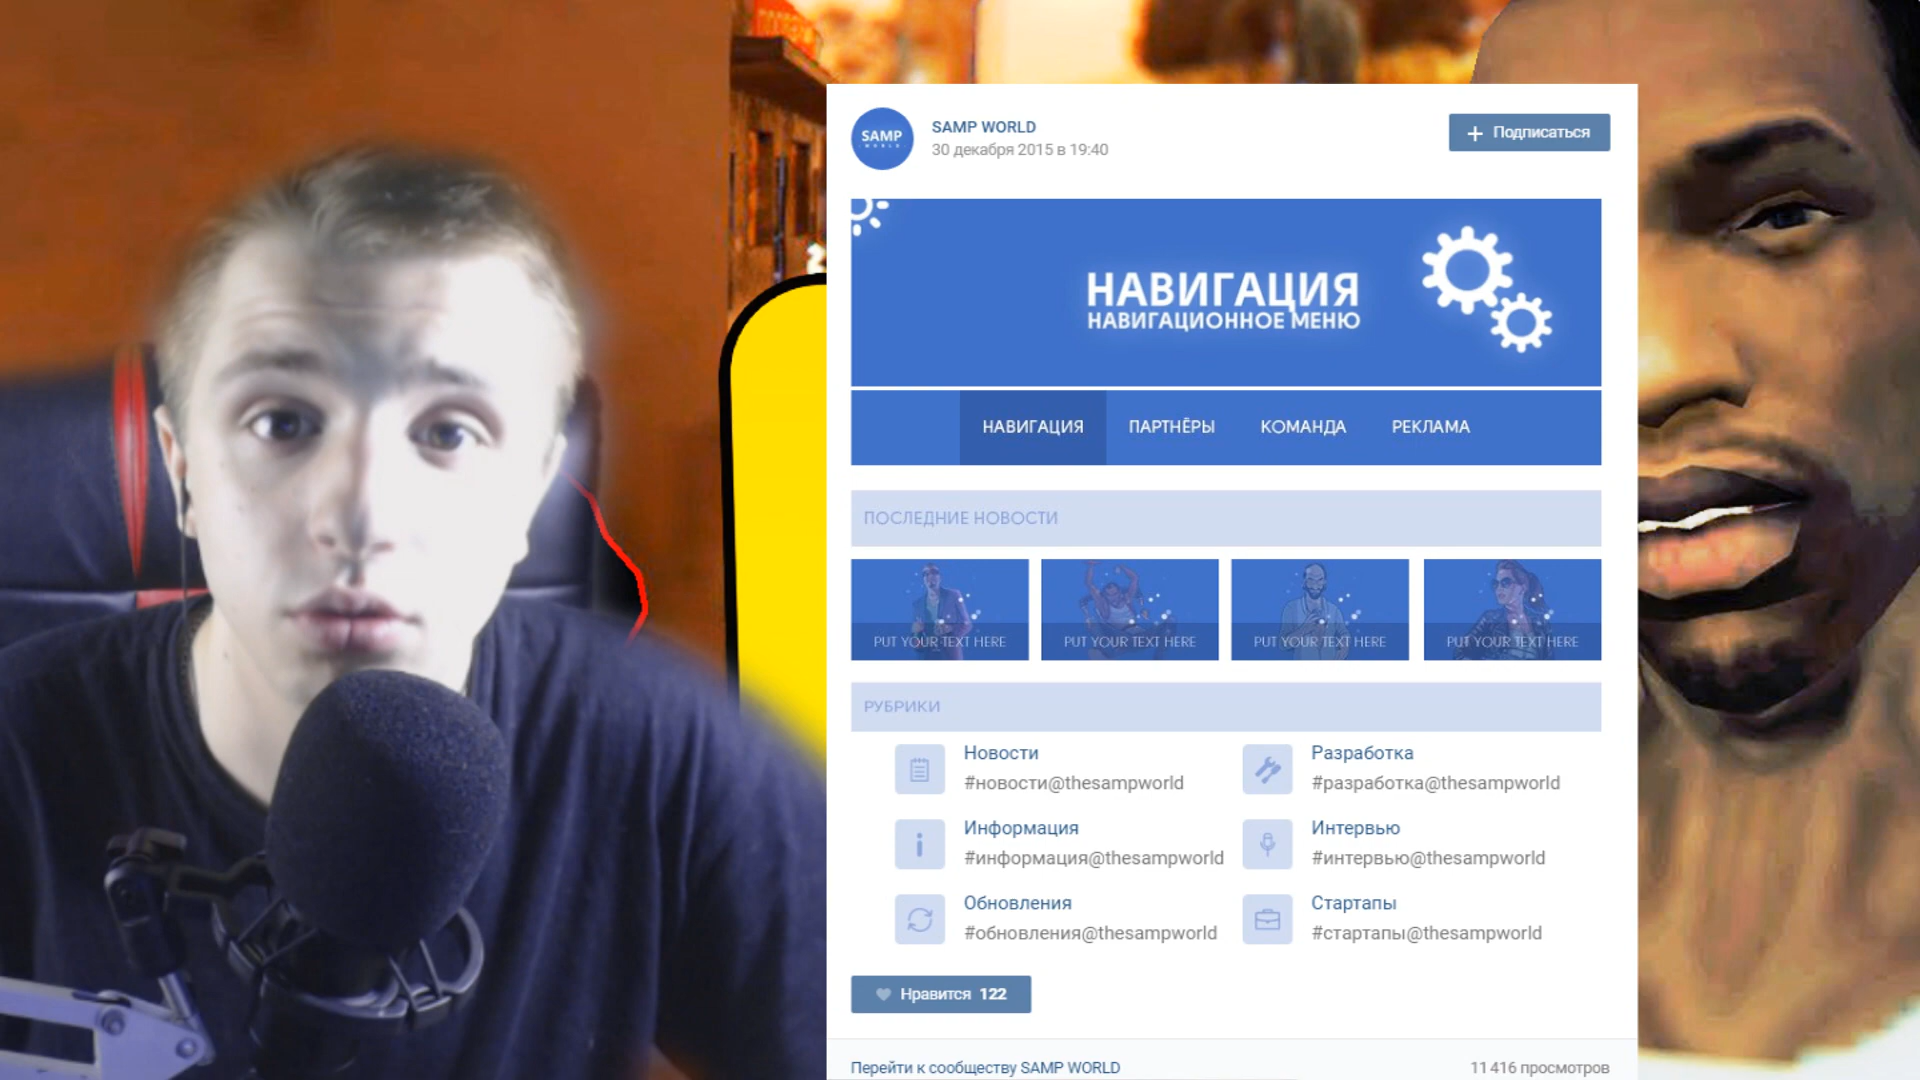 SAMP
WORLD
SAMP WORLD
30 декабря 2015 в 19:40
+ Подписаться
НАВИГАЦИЯ
НАВИГАЦИОННОЕ МЕНЮ
НАВИГАЦИЯ ПАРТНЁРЫ КОМАНДА РЕКЛАМА
ПОСЛЕДНИЕ НОВОСТИ
PUT YOUR TEXT HERE PUT YOUR TEXT HERE PUT YOUR TEXT HERE PUT YOUR TEXT HERE
РУБРИКИ
Новости Разработка
#новости@thesampworld #разработка@thesampworld
Информация Интервью
#информация@thesampworld #интервью@thesampworld
Обновления Стартапы
#обновления@thesampworld #стартапы@thesampworld
Нравится 122
Перейти к сообществу SAMP WORLD 11 416 просмотров